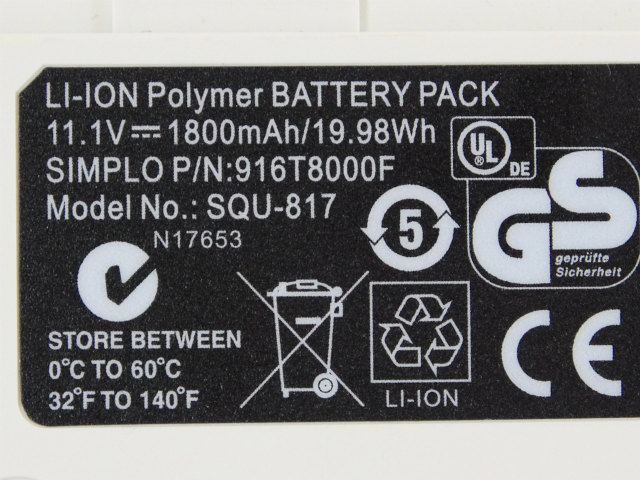 LI-ION Polymer BATTERY PACK
11.1V⎓1800mAh/19.98Wh
SIMPLO P/N:916T8000F
Model No.: SQU-817
N17653
5
UL
®
DE
GS
geprüfte
Sicherheit
STORE BETWEEN
0°C TO 60°C
32°F TO 140°F
LI-ION
CE